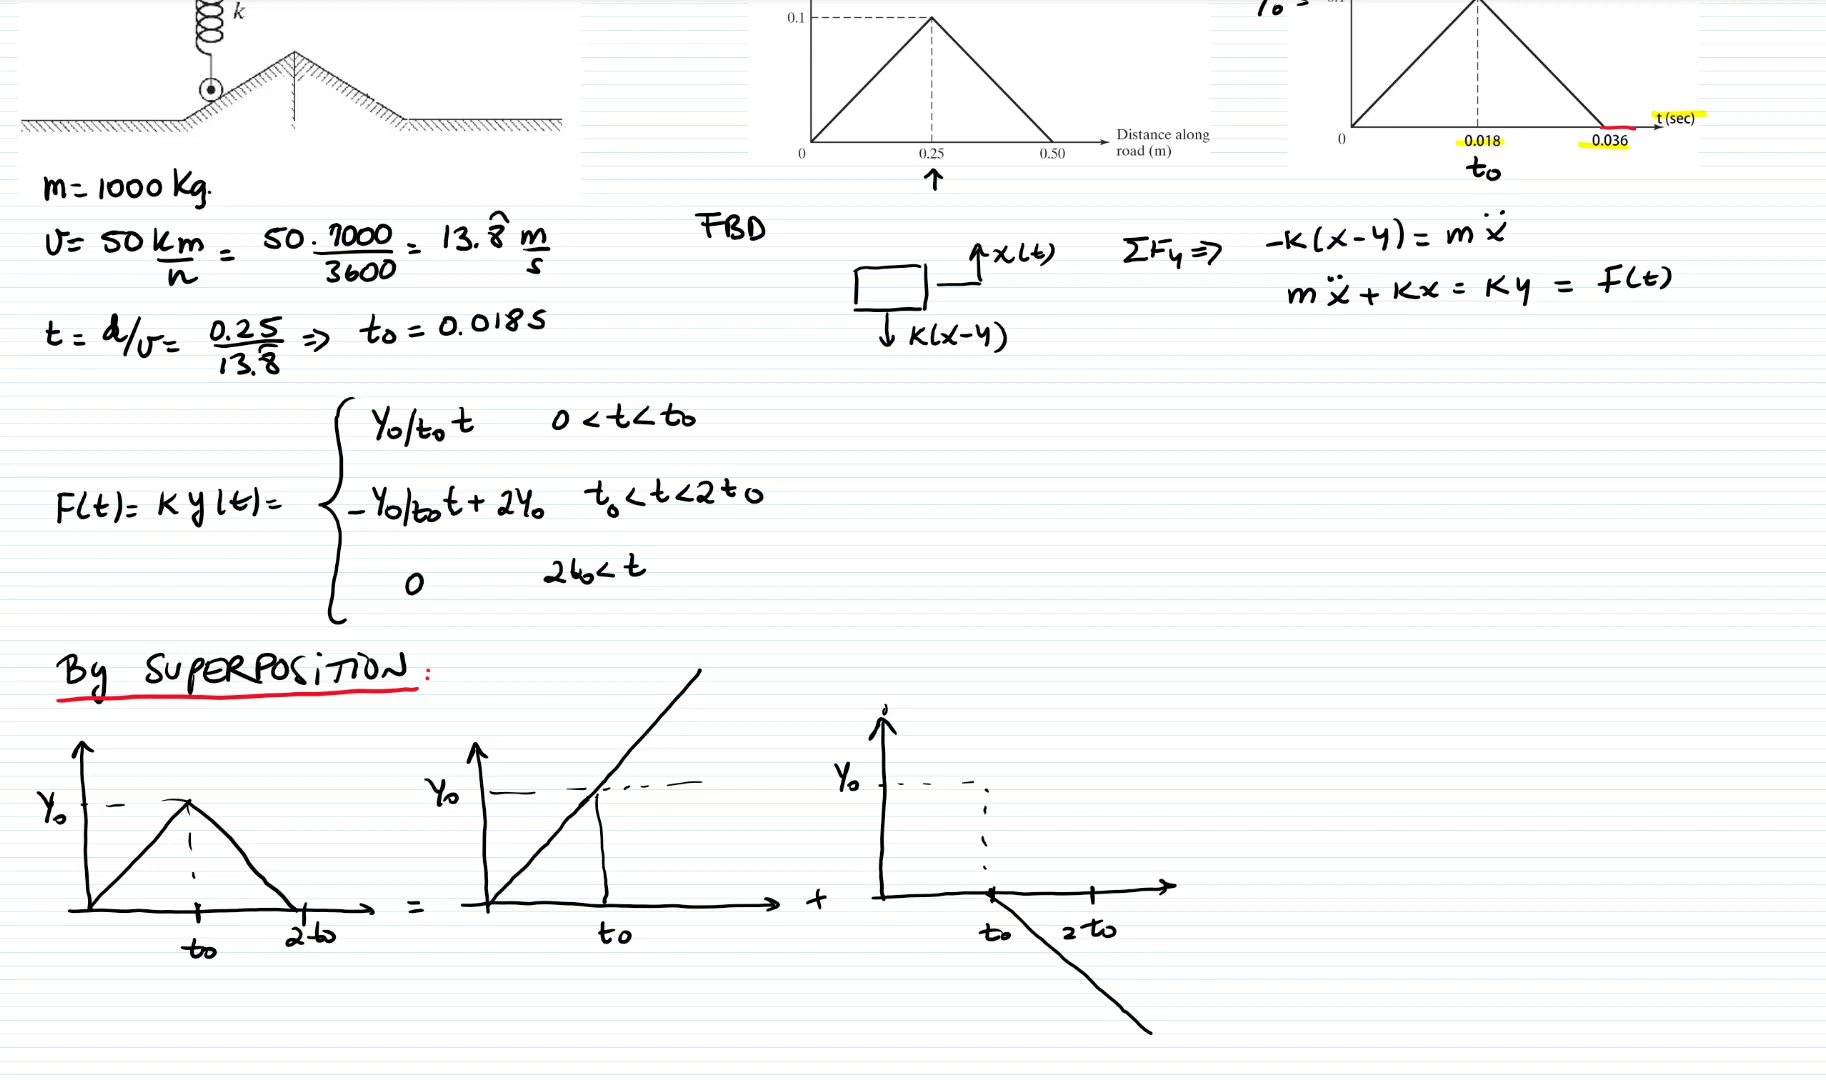 k
0.1
0 0.25 0.50
Distance along
road (m)
Y₀ =
t (sec)
0 0.018 0.036
t₀
m = 1000 Kg.
v = 50 km/h = 50.1000/3600 = 13.8̂ m/s
t = d/v = 0.25/13.8̂ ⇒ t₀ = 0.018 s
FBD
x(t)
K(x-y)
ΣFy ⇒ -K(x-y) = mẍ
mẍ + Kx = Ky = F(t)
F(t) = K y(t) =
Y₀/t₀ t 0 < t < t₀
-Y₀/t₀ t + 2Y₀ t₀ < t < 2t₀
0 2t₀ < t
By SUPERPOSITION:
Y₀ t₀ 2t₀
=
Y₀ t₀
+
Y₀ t₀ 2t₀